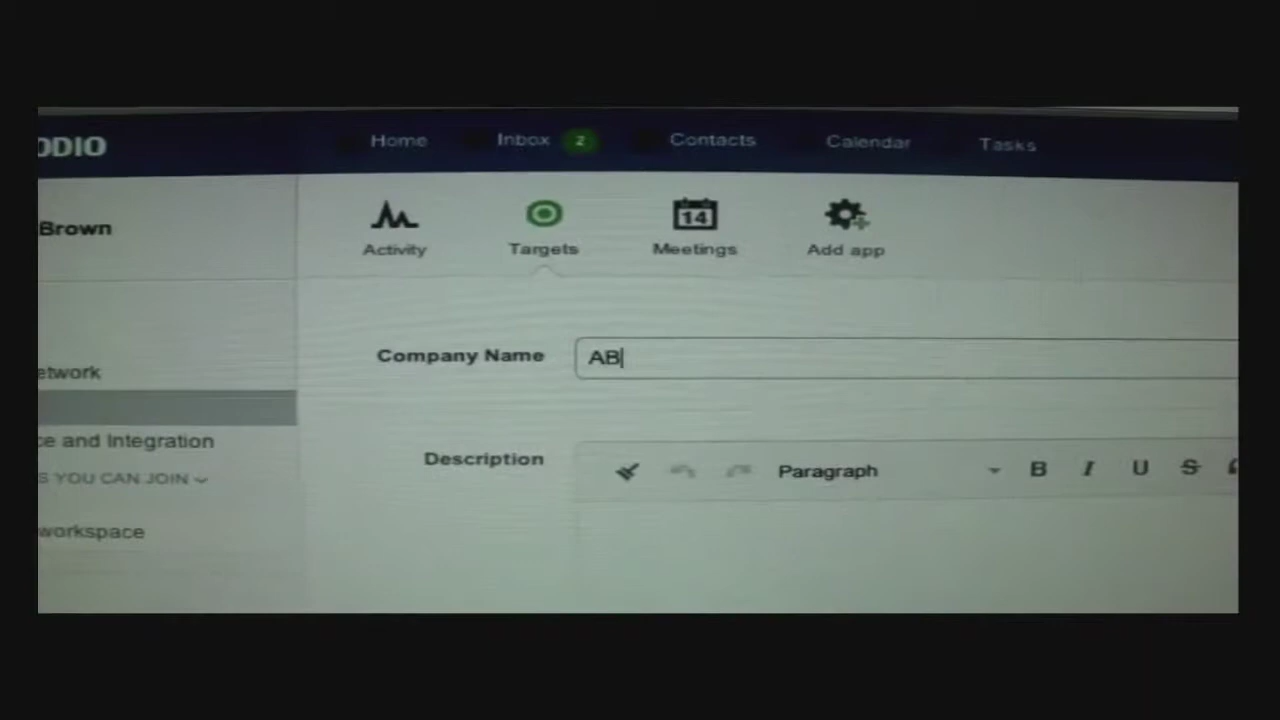 ODIO Home Inbox 2 Contacts Calendar Tasks
Brown
14
Activity Targets Meetings Add app
Company Name AB
etwork
ce and Integration
Description Paragraph B I U S
S YOU CAN JOIN
workspace